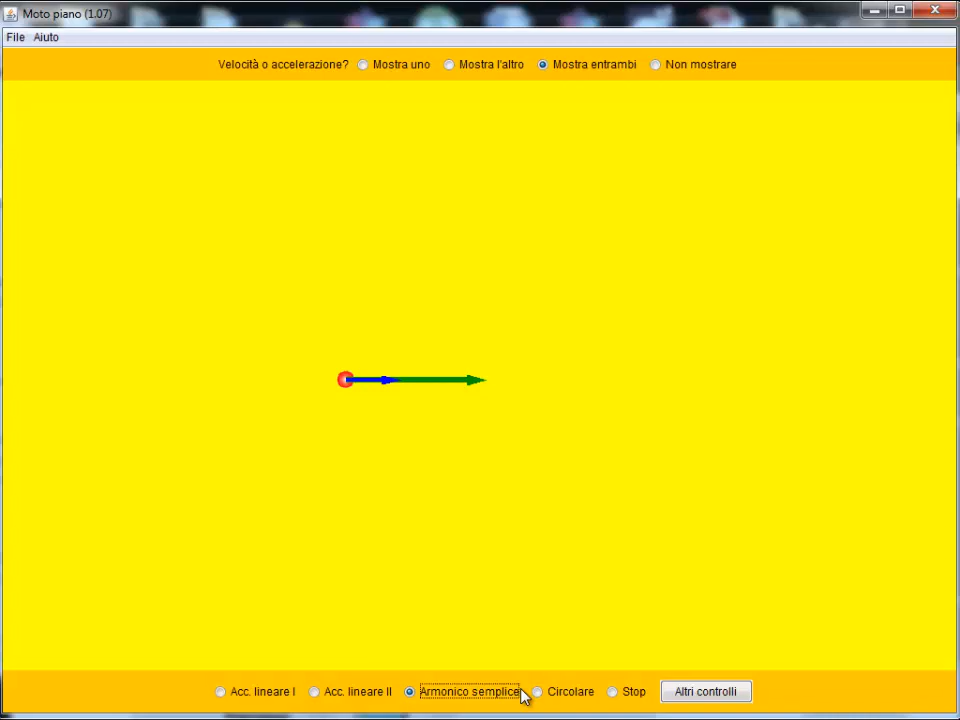 Moto piano (1.07)
File Aiuto
Velocità o accelerazione? Mostra uno Mostra l'altro Mostra entrambi Non mostrare
Acc. lineare I Acc. lineare II Armonico semplice Circolare Stop Altri controlli